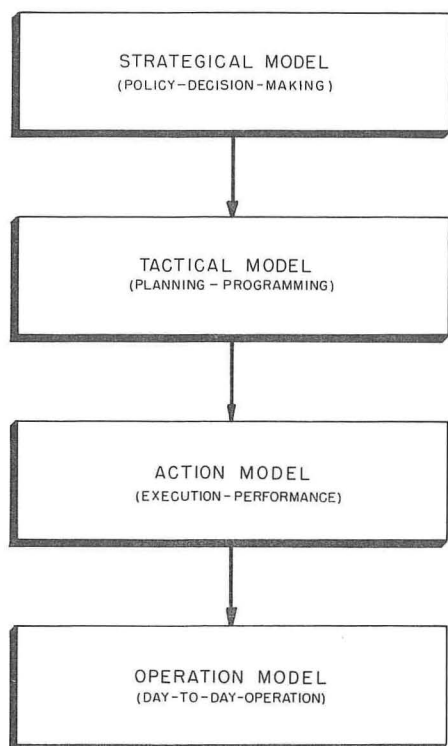 STRATEGICAL MODEL
(POLICY-DECISION-MAKING)
TACTICAL MODEL
(PLANNING - PROGRAMMING)
ACTION MODEL
(EXECUTION-PERFORMANCE)
OPERATION MODEL
(DAY-TO-DAY-OPERATION)